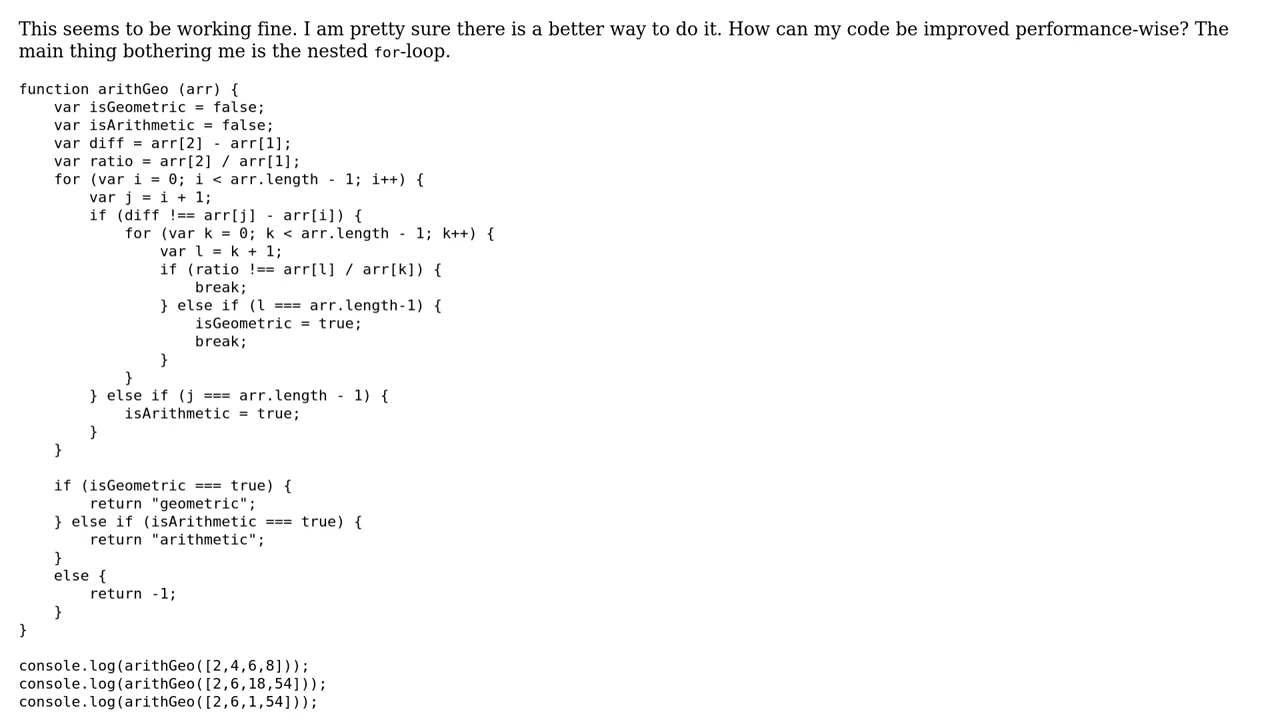 This seems to be working fine. I am pretty sure there is a better way to do it. How can my code be improved performance-wise? The
main thing bothering me is the nested for-loop.
function arithGeo (arr) {
    var isGeometric = false;
    var isArithmetic = false;
    var diff = arr[2] - arr[1];
    var ratio = arr[2] / arr[1];
    for (var i = 0; i < arr.length - 1; i++) {
        var j = i + 1;
        if (diff !== arr[j] - arr[i]) {
            for (var k = 0; k < arr.length - 1; k++) {
                var l = k + 1;
                if (ratio !== arr[l] / arr[k]) {
                    break;
                } else if (l === arr.length-1) {
                    isGeometric = true;
                    break;
                }
            }
        } else if (j === arr.length - 1) {
            isArithmetic = true;
        }
    }
    if (isGeometric === true) {
        return "geometric";
    } else if (isArithmetic === true) {
        return "arithmetic";
    }
    else {
        return -1;
    }
}
console.log(arithGeo([2,4,6,8]));
console.log(arithGeo([2,6,18,54]));
console.log(arithGeo([2,6,1,54]));